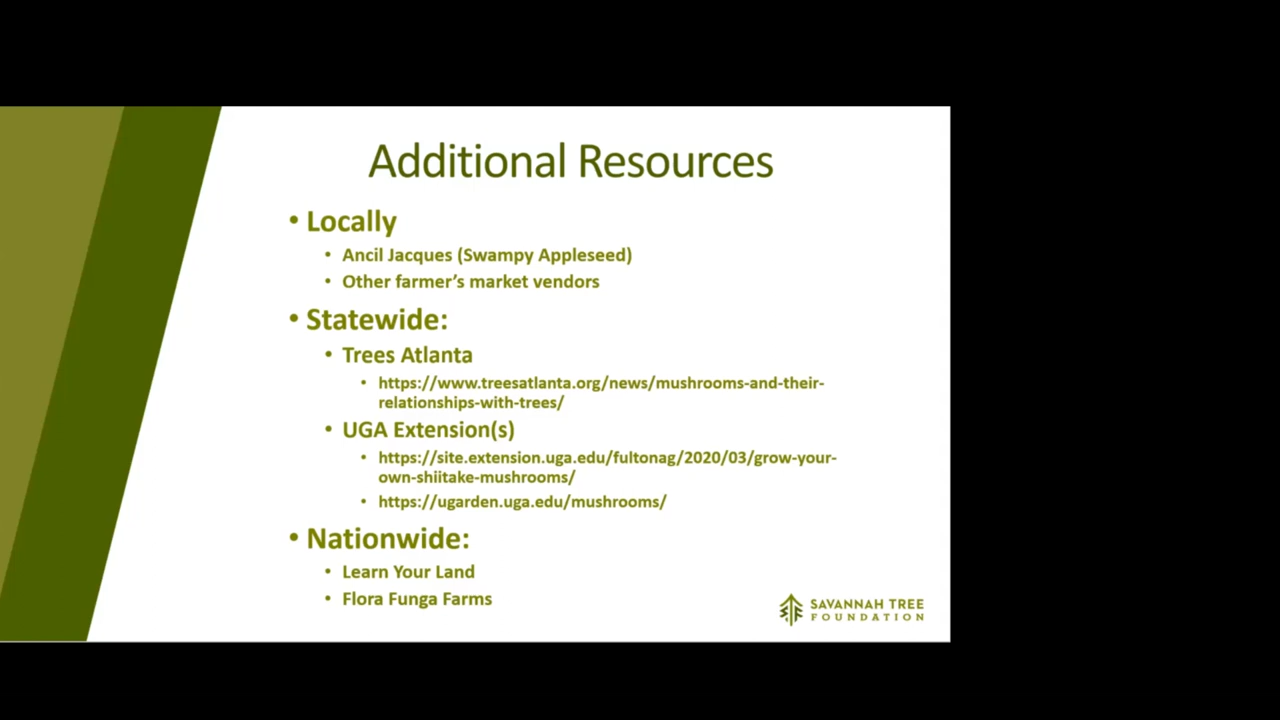 Additional Resources
• Locally
• Ancil Jacques (Swampy Appleseed)
• Other farmer’s market vendors
• Statewide:
• Trees Atlanta
• https://www.treesatlanta.org/news/mushrooms-and-their-
relationships-with-trees/
• UGA Extension(s)
• https://site.extension.uga.edu/fultonag/2020/03/grow-your-
own-shiitake-mushrooms/
• https://ugarden.uga.edu/mushrooms/
• Nationwide:
• Learn Your Land
• Flora Funga Farms
SAVANNAH TREE
FOUNDATION